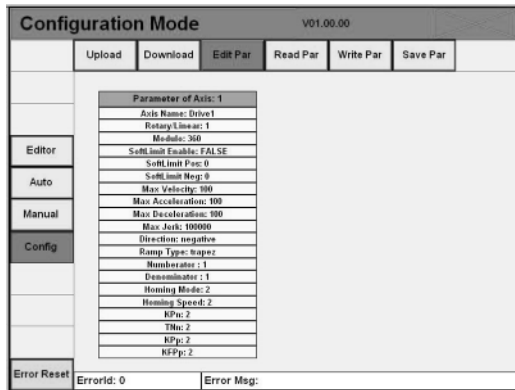 Configuration Mode
V01.00.00
Upload
Download
Edit Par
Read Par
Write Par
Save Par
Editor
Auto
Manual
Config
Error Reset
Parameter of Axis: 1
Axis Name: Drive1
Rotary/Linear: 1
Module: 360
SoftLimit Enable: FALSE
SoftLimit Pos: 0
SoftLimit Neg: 0
Max Velocity: 100
Max Acceleration: 100
Max Deceleration: 100
Max Jerk: 100000
Direction: negative
Ramp Type: trapez
Numberator : 1
Denominator : 1
Homing Mode: 2
Homing Speed: 2
KPn: 2
TNn: 2
KPp: 2
KFPp: 2
ErrorId: 0
Error Msg: